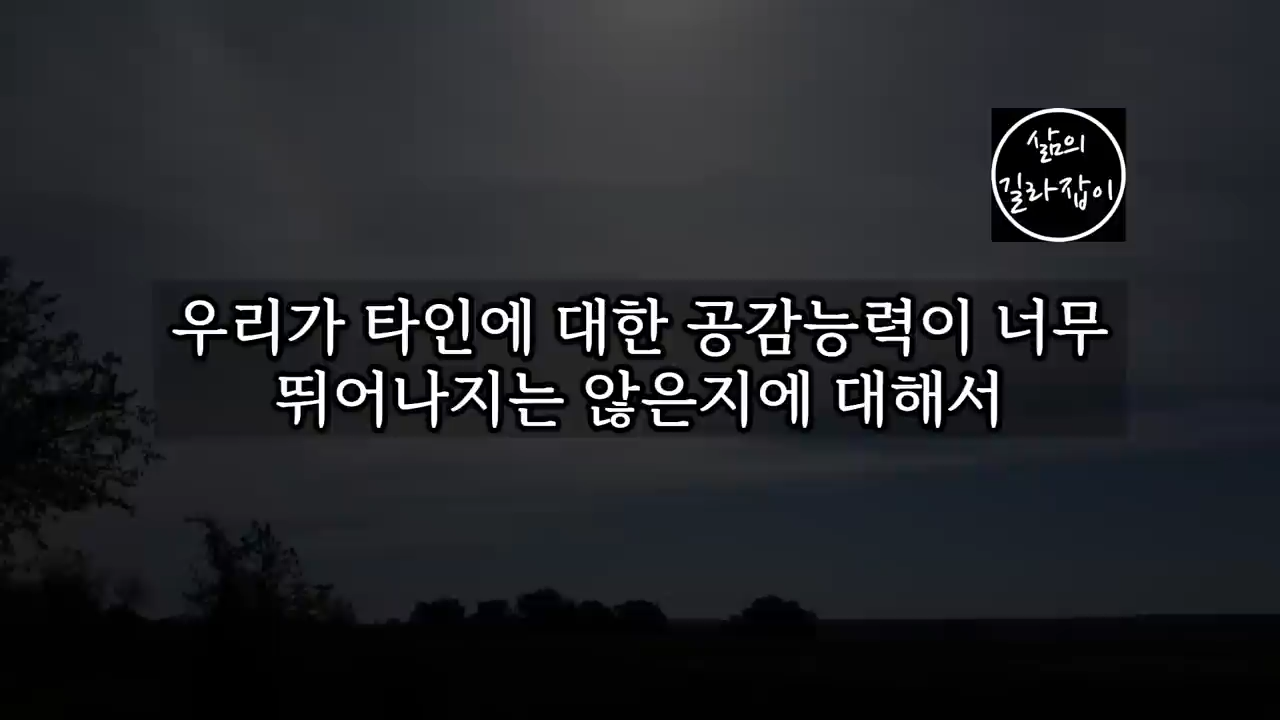 삶의
길라잡이
우리가 타인에 대한 공감능력이 너무
뛰어나지는 않은지에 대해서